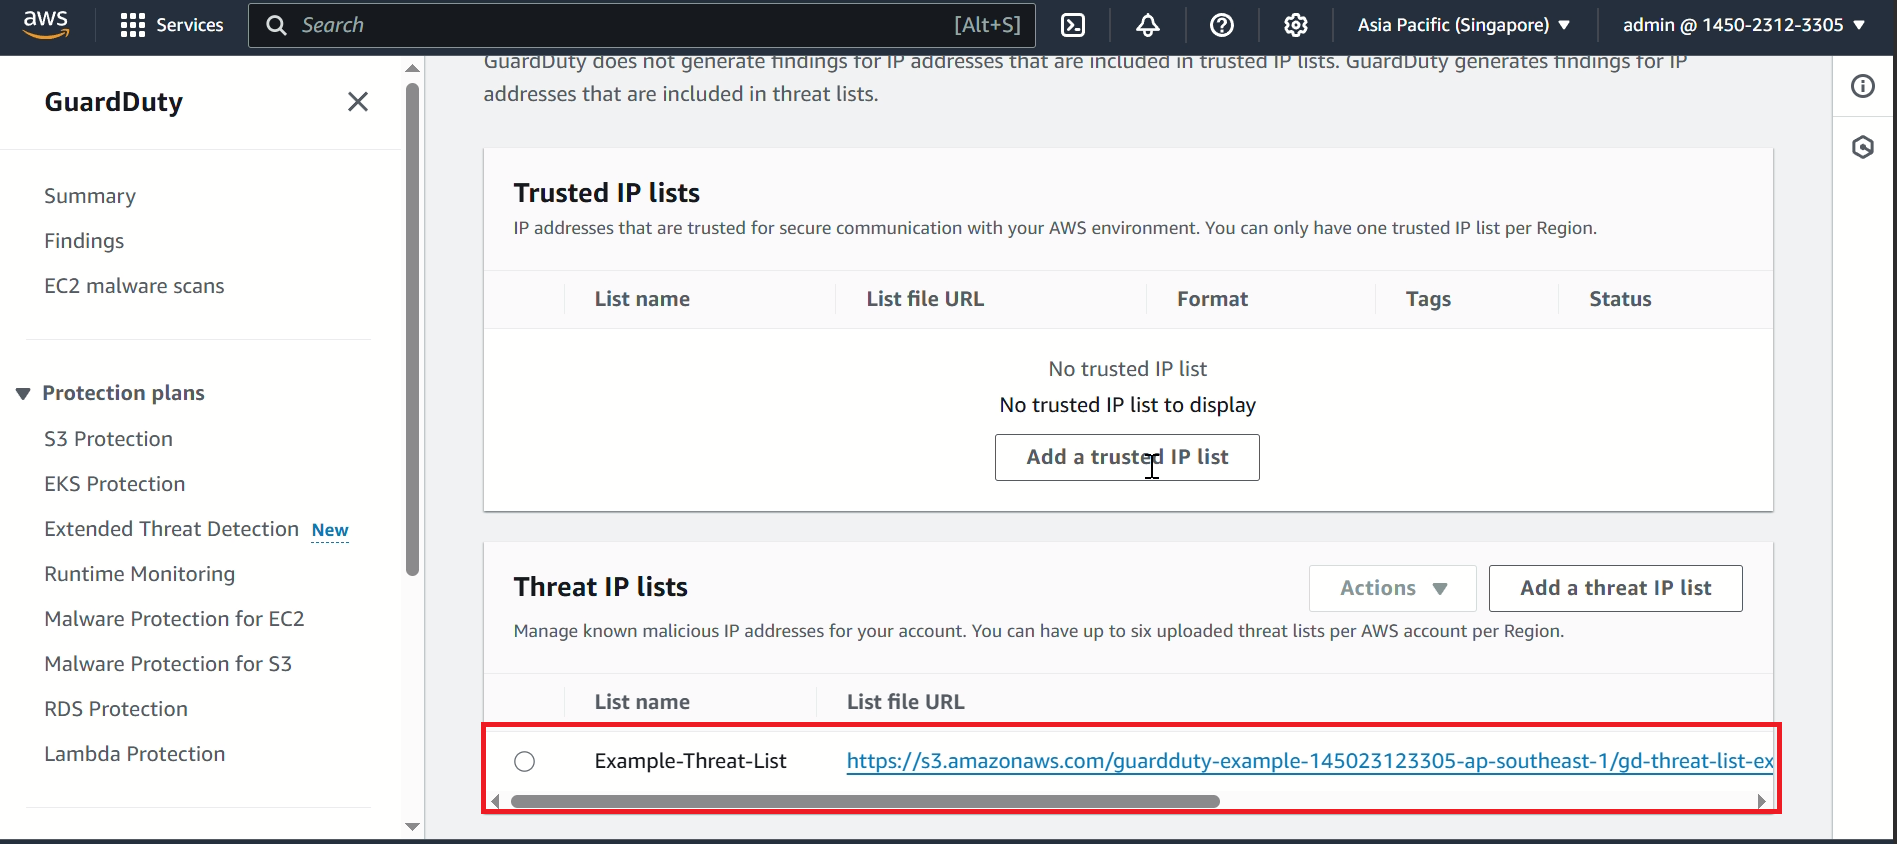 aws
Services
Search
[Alt+S]
Asia Pacific (Singapore)
admin @ 1450-2312-3305
GuardDuty
Summary
Findings
EC2 malware scans
Protection plans
S3 Protection
EKS Protection
Extended Threat Detection New
Runtime Monitoring
Malware Protection for EC2
Malware Protection for S3
RDS Protection
Lambda Protection
GuardDuty does not generate findings for IP addresses that are included in trusted IP lists. GuardDuty generates findings for IP
addresses that are included in threat lists.
Trusted IP lists
IP addresses that are trusted for secure communication with your AWS environment. You can only have one trusted IP list per Region.
List name List file URL Format Tags Status
No trusted IP list
No trusted IP list to display
Add a trusted IP list
Threat IP lists
Actions
Add a threat IP list
Manage known malicious IP addresses for your account. You can have up to six uploaded threat lists per AWS account per Region.
List name List file URL
Example-Threat-List https://s3.amazonaws.com/guardduty-example-145023123305-ap-southeast-1/gd-threat-list-ex